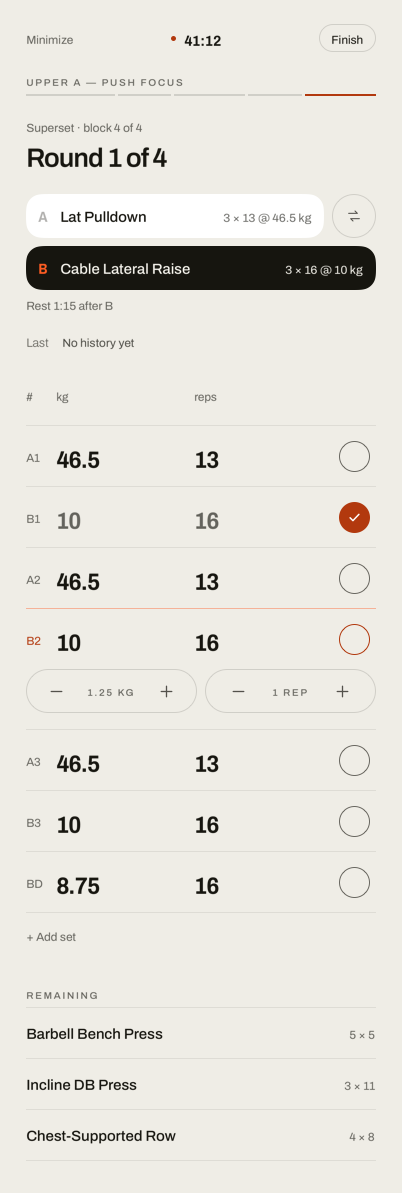 Minimize 41:12 Finish
UPPER A — PUSH FOCUS
Superset · block 4 of 4
Round 1 of 4
A Lat Pulldown 3 × 13 @ 46.5 kg
B Cable Lateral Raise 3 × 16 @ 10 kg
Rest 1:15 after B
Last No history yet
# kg reps
A1 46.5 13
B1 10 16
A2 46.5 13
B2 10 16
− 1.25 KG + − 1 REP +
A3 46.5 13
B3 10 16
BD 8.75 16
+ Add set
REMAINING
Barbell Bench Press 5 × 5
Incline DB Press 3 × 11
Chest-Supported Row 4 × 8